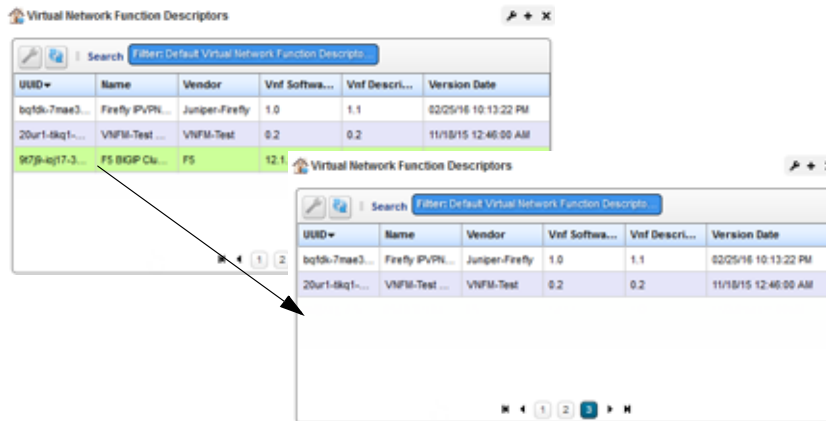 Virtual Network Function Descriptors
Search Filter: Default Virtual Network Function Descripto...
UUID Name Vendor Vnf Softwa... Vnf Descri... Version Date
bqfdk-7mae3... Firefly IPVPN... Juniper-Firefly 1.0 1.1 02/25/16 10:13:22 PM
20ur1-tikq1-... VNFM-Test ... VNFM-Test 0.2 0.2 11/18/15 12:46:00 AM
F5 BIGIP Clu... F5 12.1.
1 2
Virtual Network Function Descriptors
Search Filter: Default Virtual Network Function Descripto...
UUID Name Vendor Vnf Softwa... Vnf Descri... Version Date
bqfdk-7mae3... Firefly IPVPN... Juniper-Firefly 1.0 1.1 02/25/16 10:13:22 PM
20ur1-tikq1-... VNFM-Test ... VNFM-Test 0.2 0.2 11/18/15 12:46:00 AM
1 2 3